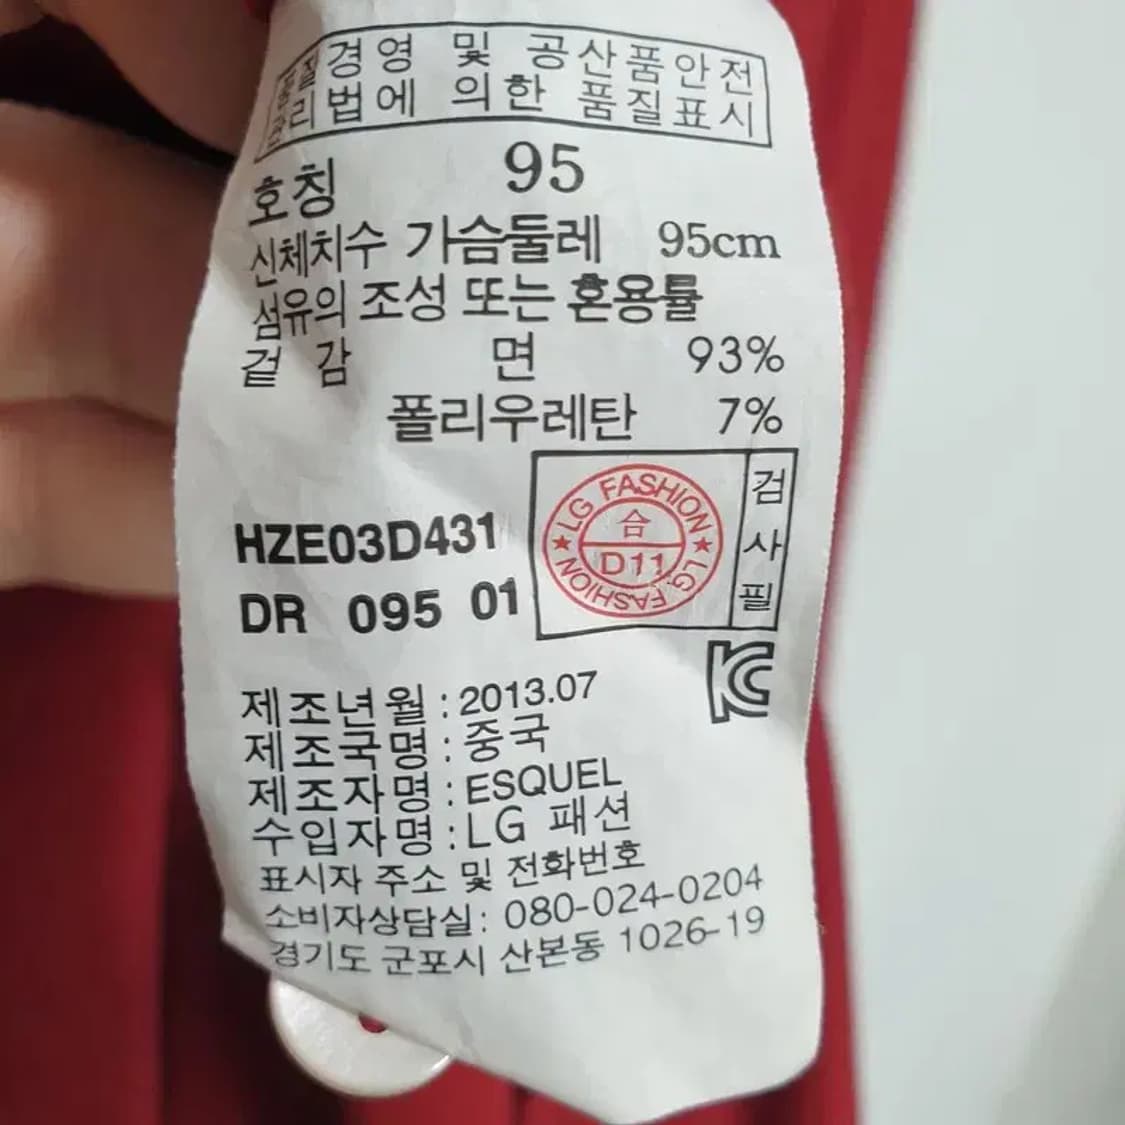 품질경영 및 공산품안전
관리법에 의한 품질표시
호칭 95
신체치수 가슴둘레 95cm
섬유의 조성 또는 혼용률
겉 감 면 93%
폴리우레탄 7%
LG FASHION ★ LG FASHION ★
合
D11
검사필
HZE03D431
DR 095 01
KC
제조년월 : 2013.07
제조국명 : 중국
제조자명 : ESQUEL
수입자명 : LG 패션
표시자 주소 및 전화번호
소비자상담실: 080-024-0204
경기도 군포시 산본동 1026-19